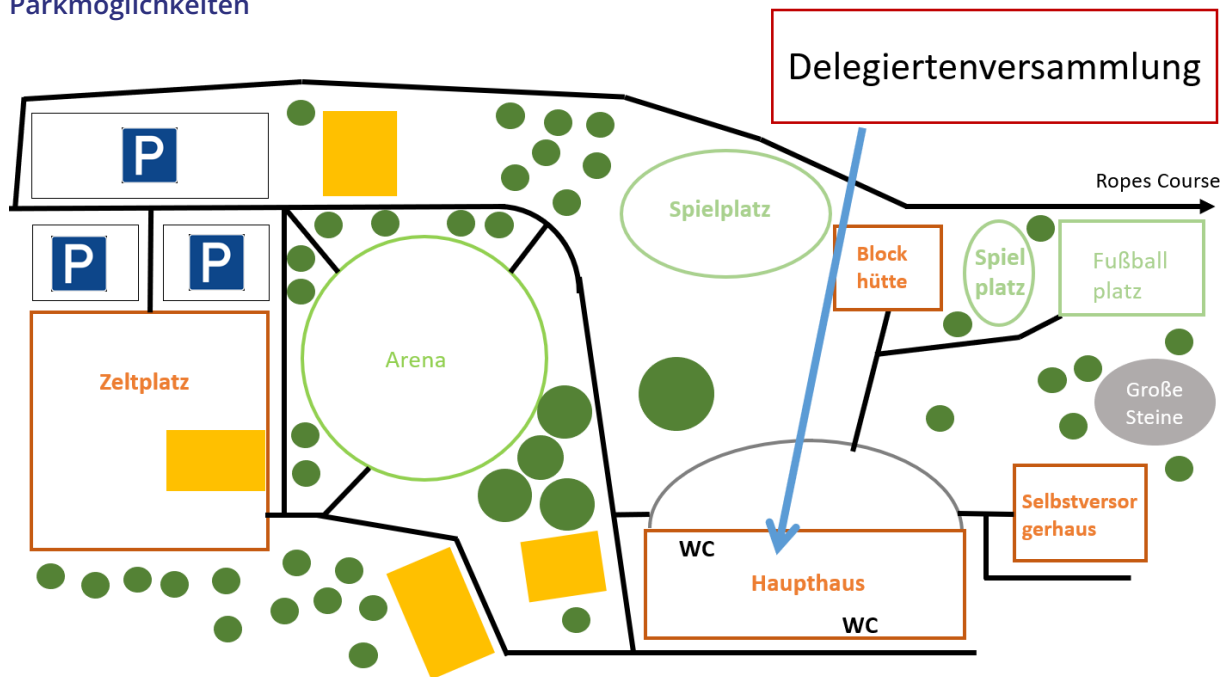 Parkmöglichkeiten
Delegiertenversammlung
P
Ropes Course
Spielplatz
P
P
Block
hütte
Spiel
platz
Fußball
platz
Arena
Zeltplatz
Große
Steine
Selbstversor
gerhaus
WC
Haupthaus
WC